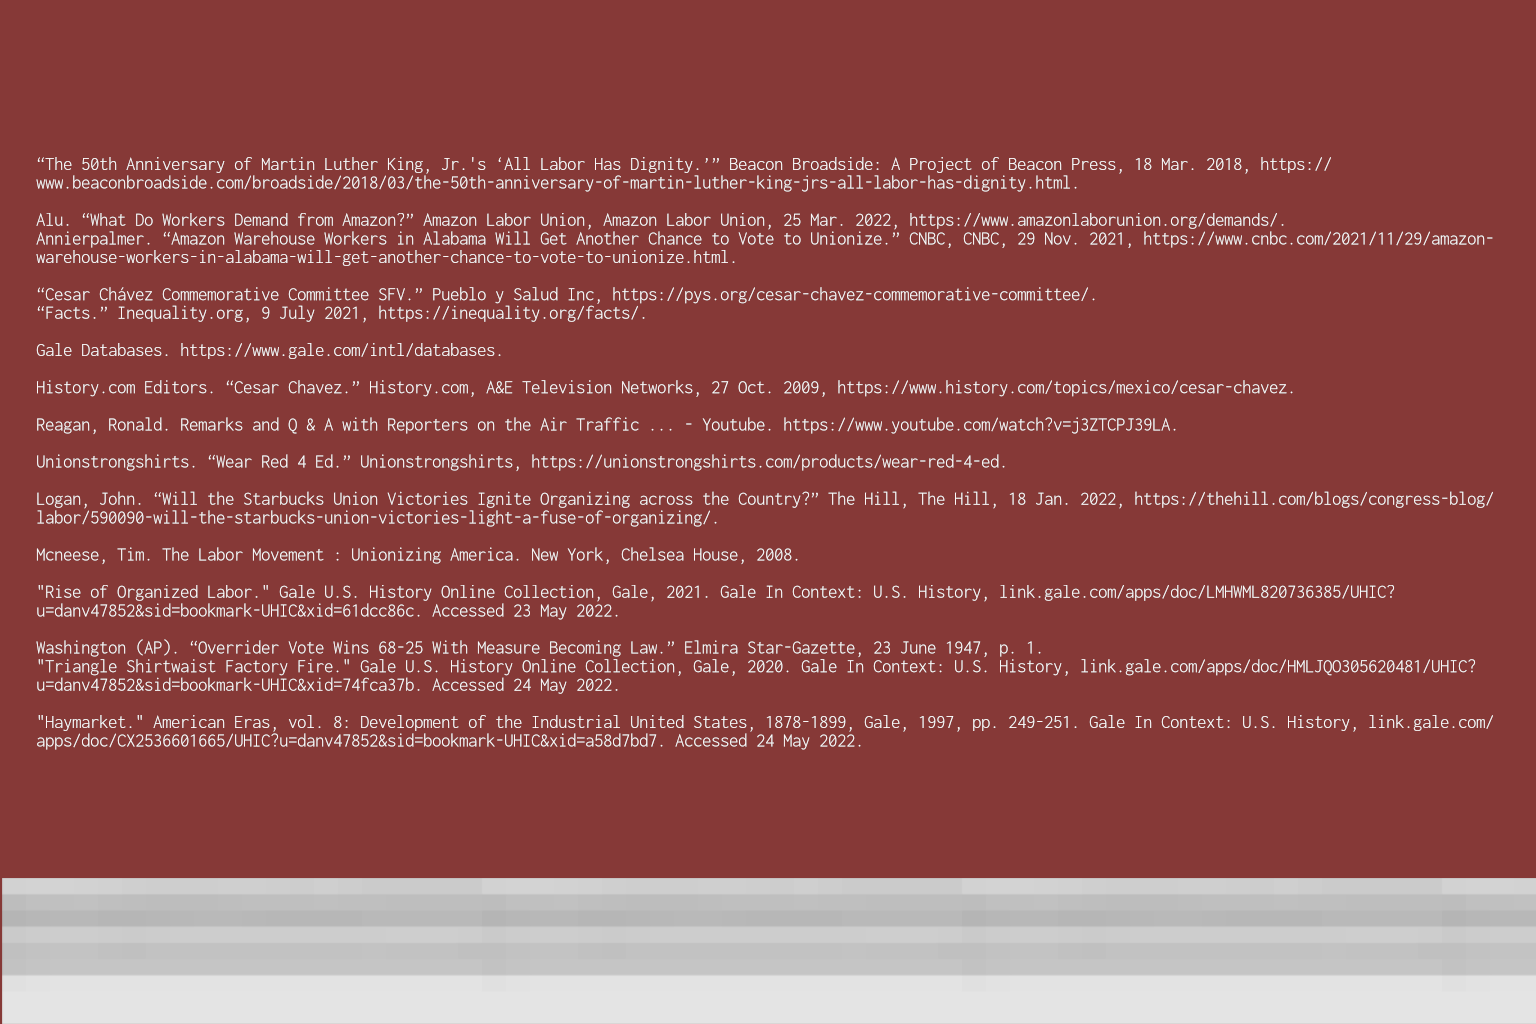 “The 50th Anniversary of Martin Luther King, Jr.'s ‘All Labor Has Dignity.’” Beacon Broadside: A Project of Beacon Press, 18 Mar. 2018, https://
www.beaconbroadside.com/broadside/2018/03/the-50th-anniversary-of-martin-luther-king-jrs-all-labor-has-dignity.html.
Alu. “What Do Workers Demand from Amazon?” Amazon Labor Union, Amazon Labor Union, 25 Mar. 2022, https://www.amazonlaborunion.org/demands/.
Annierpalmer. “Amazon Warehouse Workers in Alabama Will Get Another Chance to Vote to Unionize.” CNBC, CNBC, 29 Nov. 2021, https://www.cnbc.com/2021/11/29/amazon-
warehouse-workers-in-alabama-will-get-another-chance-to-vote-to-unionize.html.
“Cesar Chávez Commemorative Committee SFV.” Pueblo y Salud Inc, https://pys.org/cesar-chavez-commemorative-committee/.
“Facts.” Inequality.org, 9 July 2021, https://inequality.org/facts/.
Gale Databases. https://www.gale.com/intl/databases.
History.com Editors. “Cesar Chavez.” History.com, A&E Television Networks, 27 Oct. 2009, https://www.history.com/topics/mexico/cesar-chavez.
Reagan, Ronald. Remarks and Q & A with Reporters on the Air Traffic ... - Youtube. https://www.youtube.com/watch?v=j3ZTCPJ39LA.
Unionstrongshirts. “Wear Red 4 Ed.” Unionstrongshirts, https://unionstrongshirts.com/products/wear-red-4-ed.
Logan, John. “Will the Starbucks Union Victories Ignite Organizing across the Country?” The Hill, The Hill, 18 Jan. 2022, https://thehill.com/blogs/congress-blog/
labor/590090-will-the-starbucks-union-victories-light-a-fuse-of-organizing/.
Mcneese, Tim. The Labor Movement : Unionizing America. New York, Chelsea House, 2008.
"Rise of Organized Labor." Gale U.S. History Online Collection, Gale, 2021. Gale In Context: U.S. History, link.gale.com/apps/doc/LMHWML820736385/UHIC?
u=danv47852&sid=bookmark-UHIC&xid=61dcc86c. Accessed 23 May 2022.
Washington (AP). “Overrider Vote Wins 68-25 With Measure Becoming Law.” Elmira Star-Gazette, 23 June 1947, p. 1.
"Triangle Shirtwaist Factory Fire." Gale U.S. History Online Collection, Gale, 2020. Gale In Context: U.S. History, link.gale.com/apps/doc/HMLJQO305620481/UHIC?
u=danv47852&sid=bookmark-UHIC&xid=74fca37b. Accessed 24 May 2022.
"Haymarket." American Eras, vol. 8: Development of the Industrial United States, 1878-1899, Gale, 1997, pp. 249-251. Gale In Context: U.S. History, link.gale.com/
apps/doc/CX2536601665/UHIC?u=danv47852&sid=bookmark-UHIC&xid=a58d7bd7. Accessed 24 May 2022.